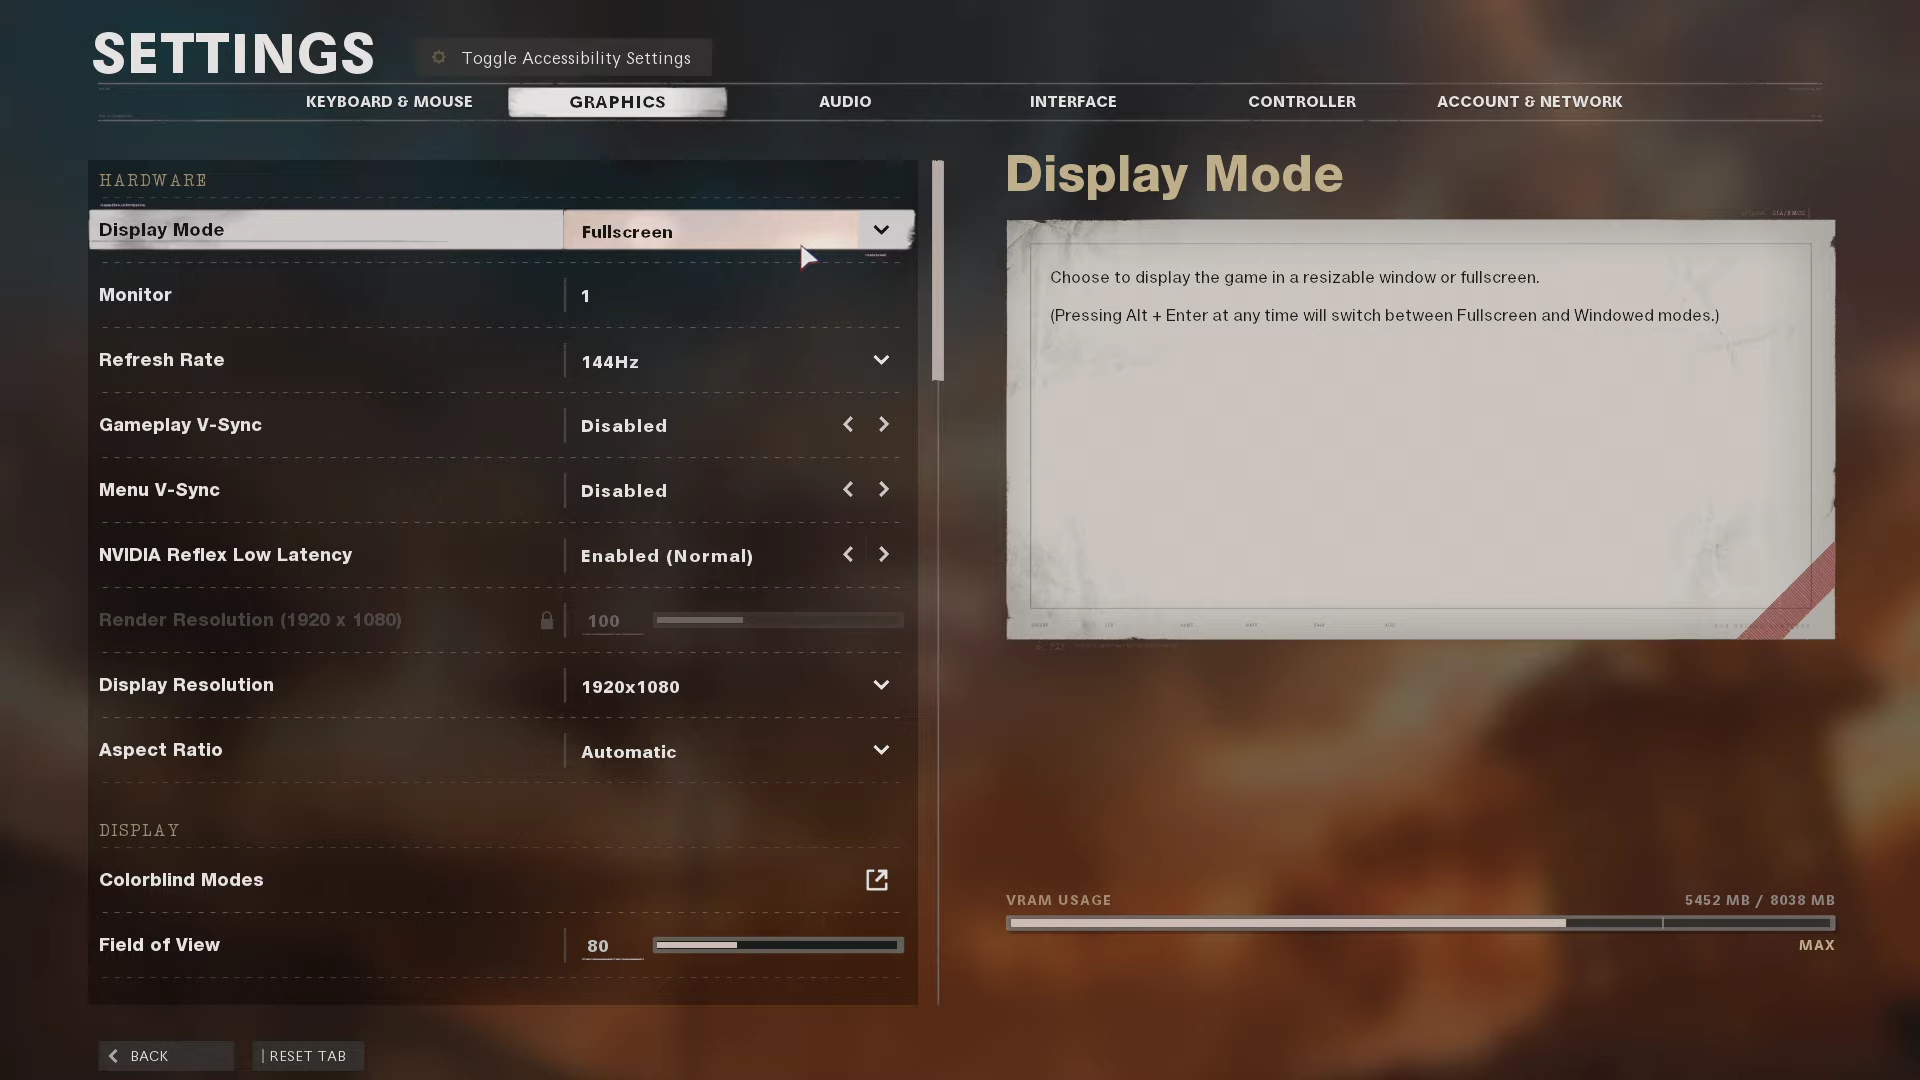 SETTINGS
Toggle Accessibility Settings
KEYBOARD & MOUSE
GRAPHICS
AUDIO
INTERFACE
CONTROLLER
ACCOUNT & NETWORK
HARDWARE
Display Mode
Fullscreen
Monitor
1
Refresh Rate
144Hz
Gameplay V-Sync
Disabled
Menu V-Sync
Disabled
NVIDIA Reflex Low Latency
Enabled (Normal)
Render Resolution (1920 x 1080)
100
Display Resolution
1920x1080
Aspect Ratio
Automatic
DISPLAY
Colorblind Modes
Field of View
80
Display Mode
Choose to display the game in a resizable window or fullscreen.
(Pressing Alt + Enter at any time will switch between Fullscreen and Windowed modes.)
VRAM USAGE
5452 MB / 8038 MB
MAX
BACK
RESET TAB